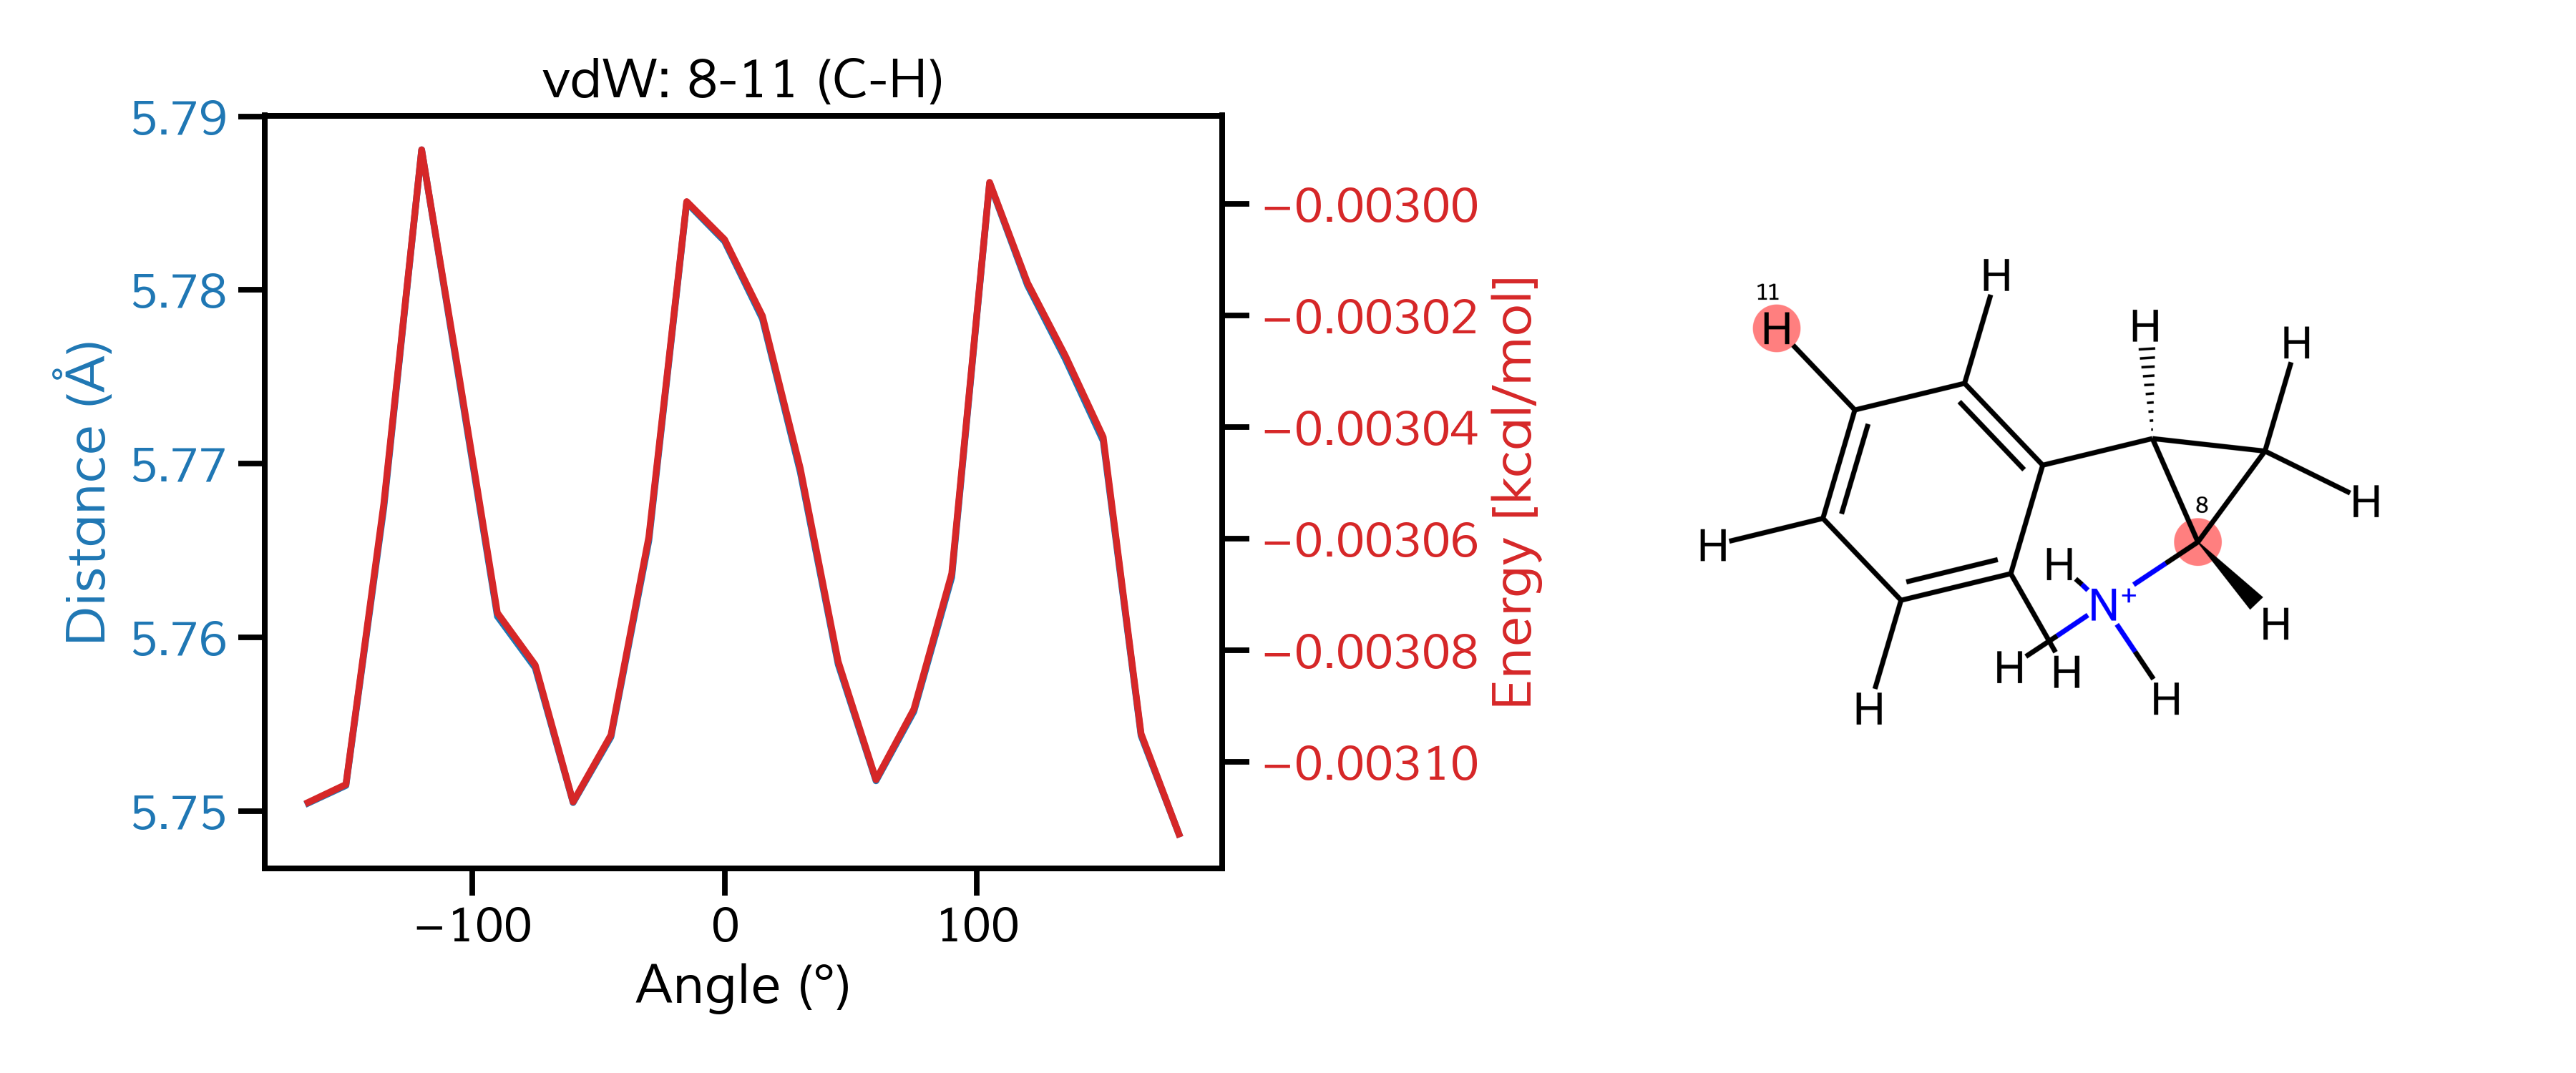 vdW: 8-11 (C-H)
5.79
5.78
5.77
5.76
5.75
Distance (Å)
−100
0
100
Angle (°)
−0.00300
−0.00302
−0.00304
−0.00306
−0.00308
−0.00310
Energy [kcal/mol]
H
11
H
H
H
H
8
H
H
N+
H
H
H
H
H